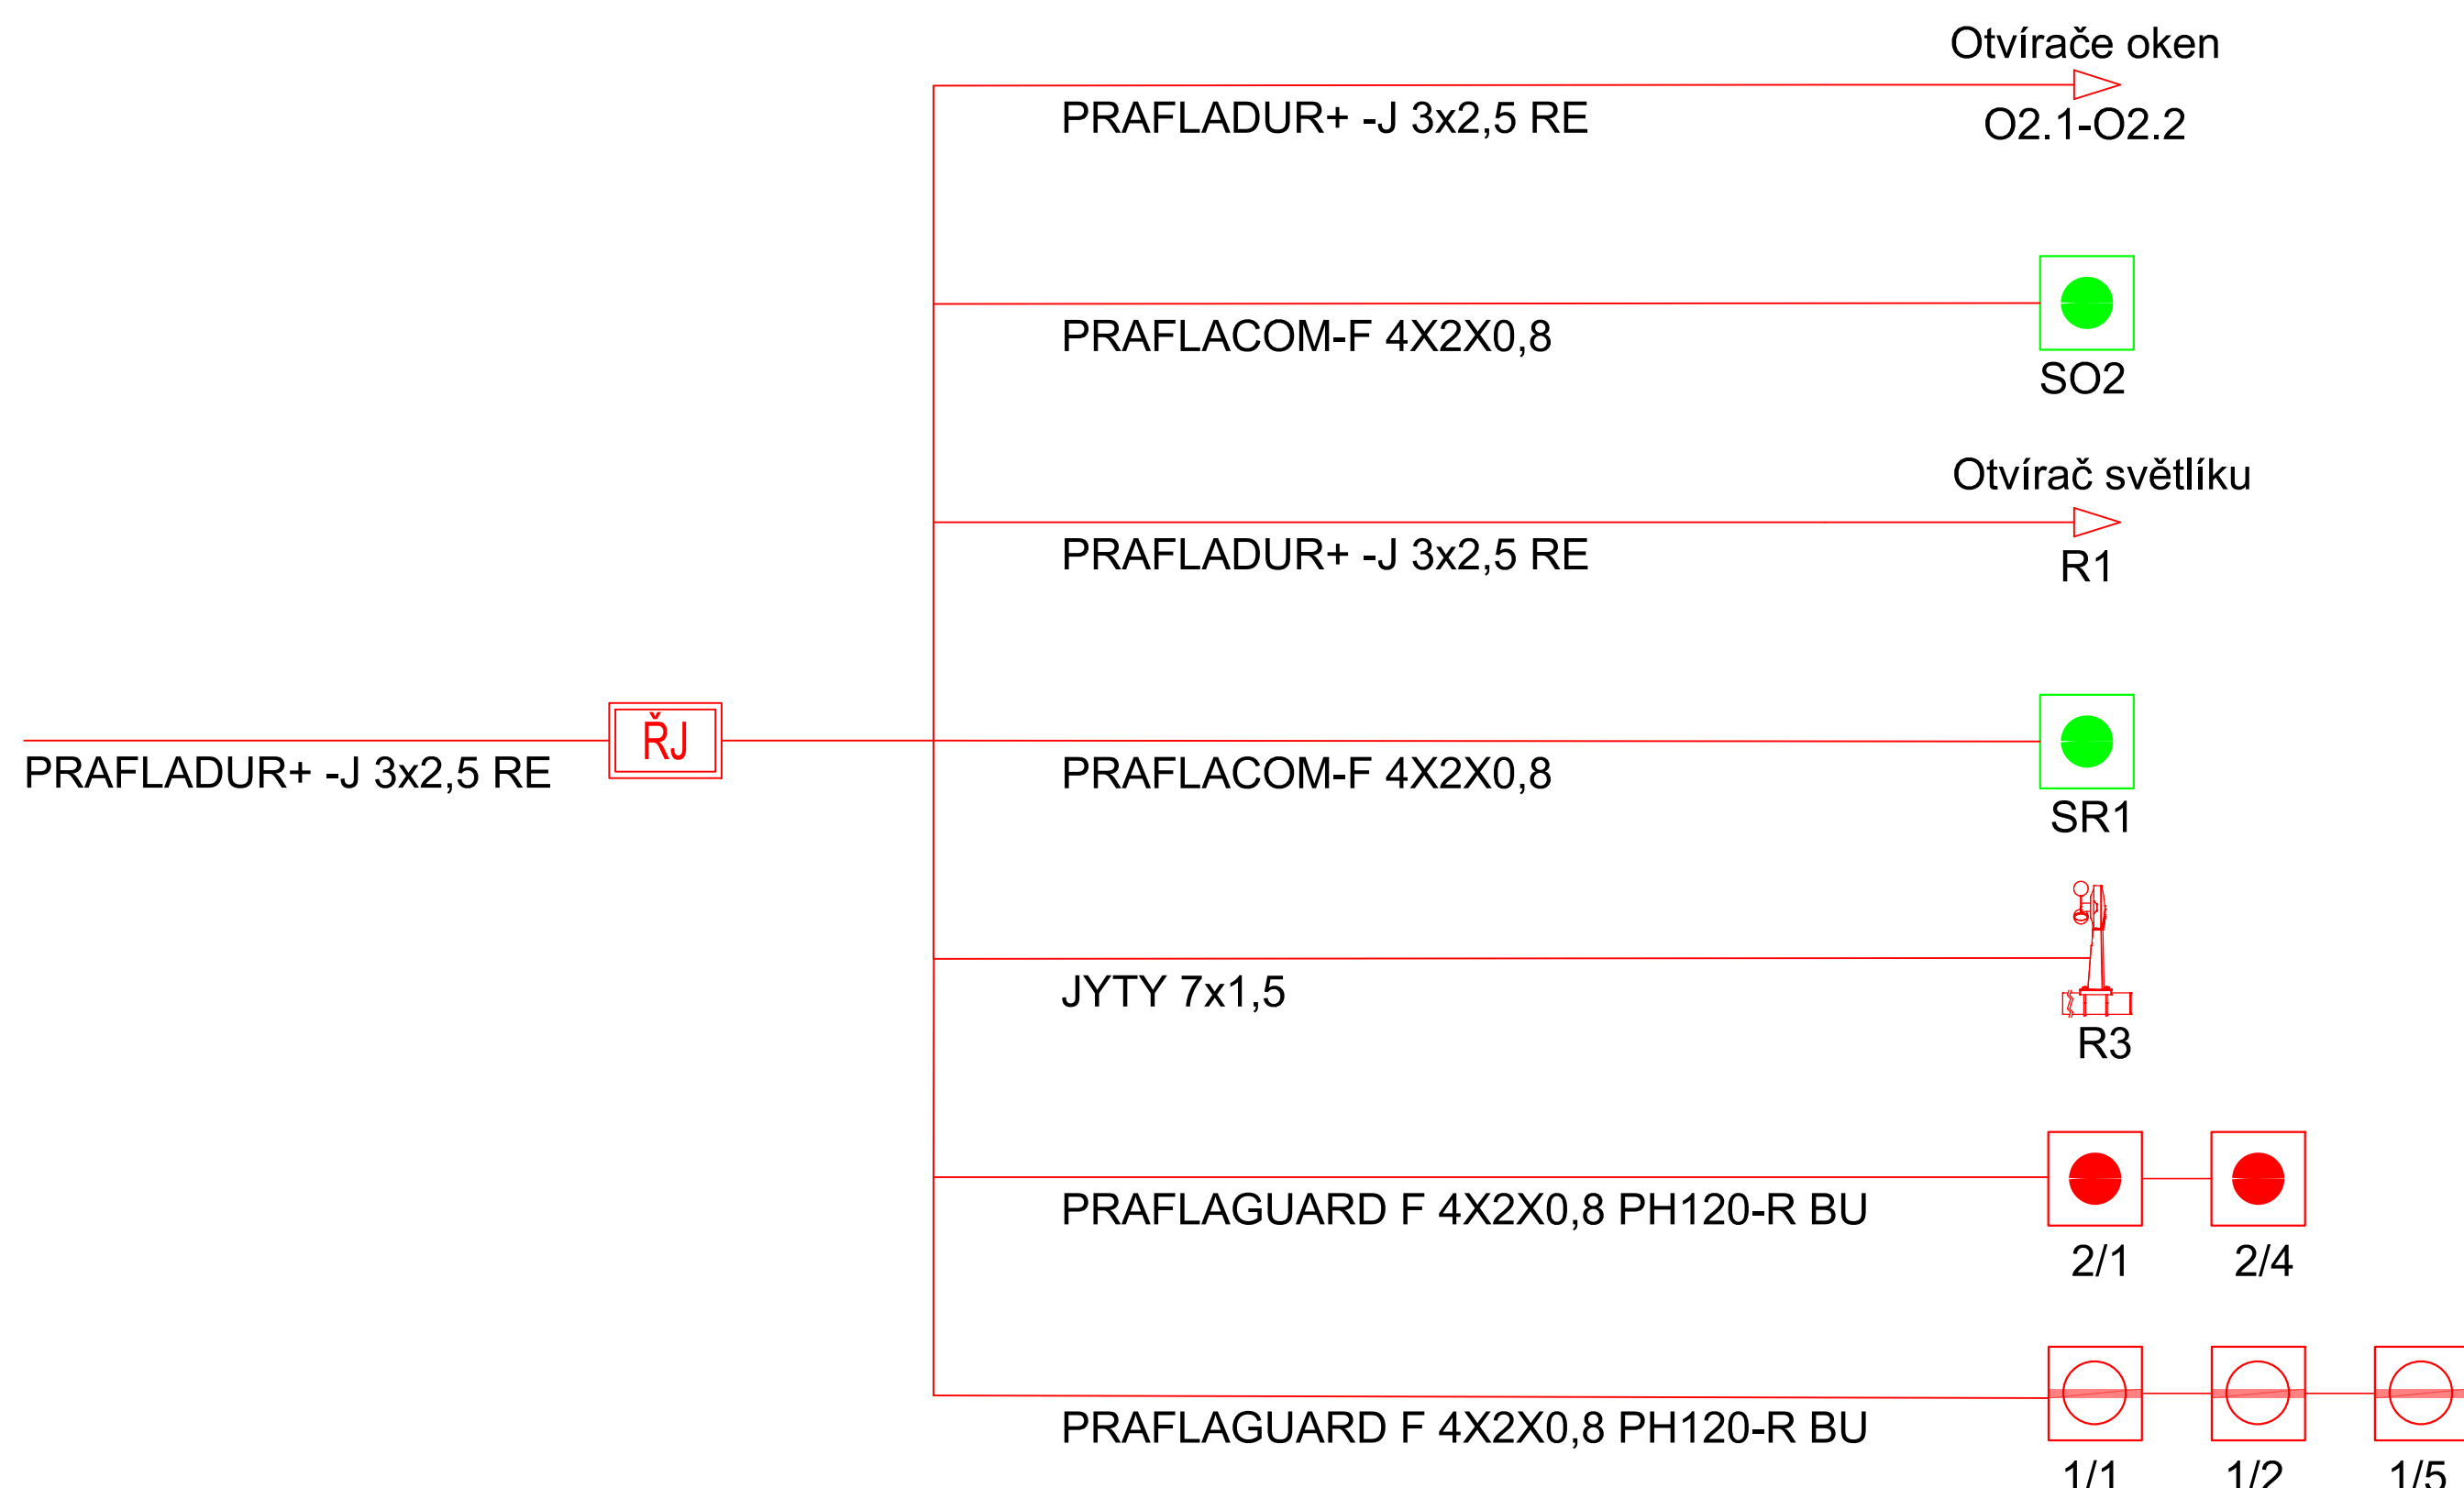 Otvírače oken
PRAFLADUR+ -J 3x2,5 RE
O2.1-O2.2
PRAFLACOM-F 4X2X0,8
SO2
Otvírač světlíku
PRAFLADUR+ -J 3x2,5 RE
R1
ŘJ
PRAFLADUR+ -J 3x2,5 RE
PRAFLACOM-F 4X2X0,8
SR1
JYTY 7x1,5
R3
PRAFLAGUARD F 4X2X0,8 PH120-R BU
2/1
2/4
PRAFLAGUARD F 4X2X0,8 PH120-R BU
1/1
1/2
1/5